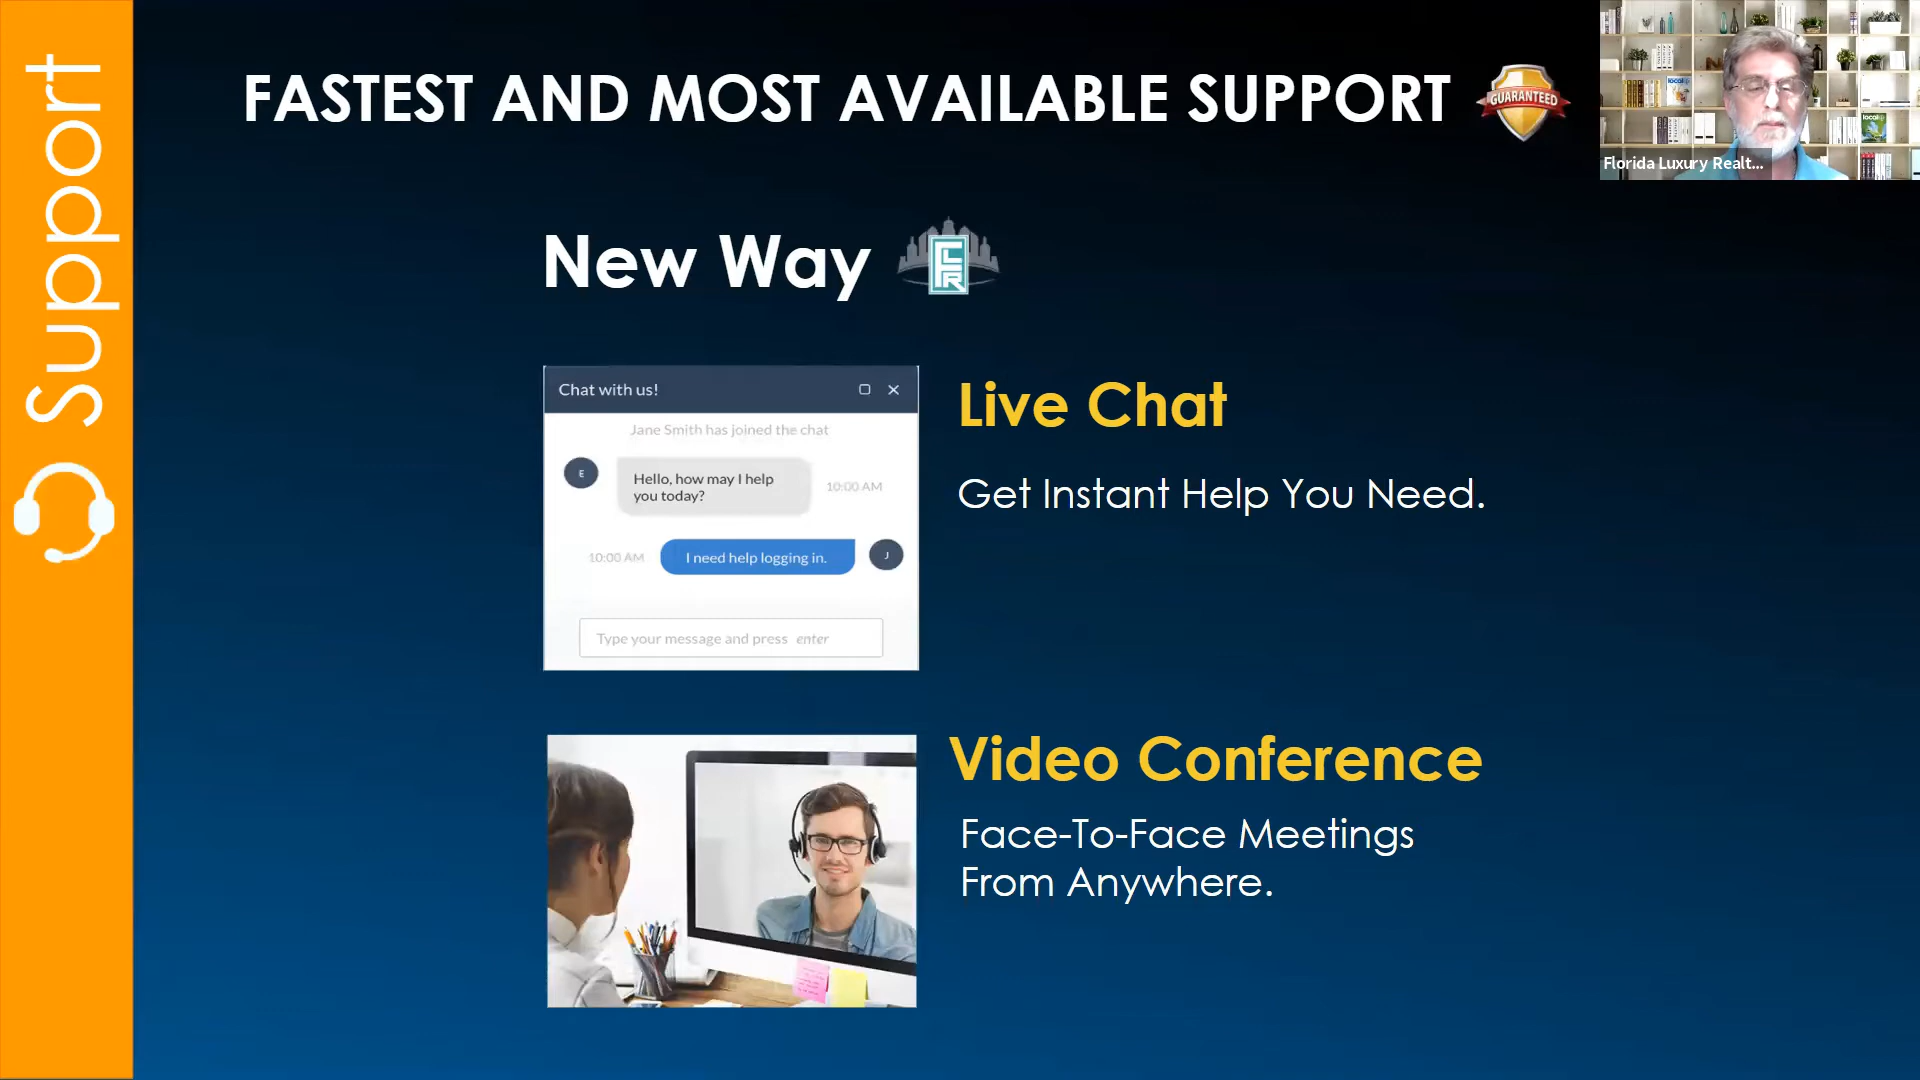 Support
FASTEST AND MOST AVAILABLE SUPPORT
GUARANTEED
Florida Luxury Realt...
New Way
FLR
Chat with us!
Jane Smith has joined the chat
E
Hello, how may I help
you today?
10:00 AM
10:00 AM
I need help logging in.
J
Type your message and press enter
Live Chat
Get Instant Help You Need.
Video Conference
Face-To-Face Meetings
From Anywhere.
local
local